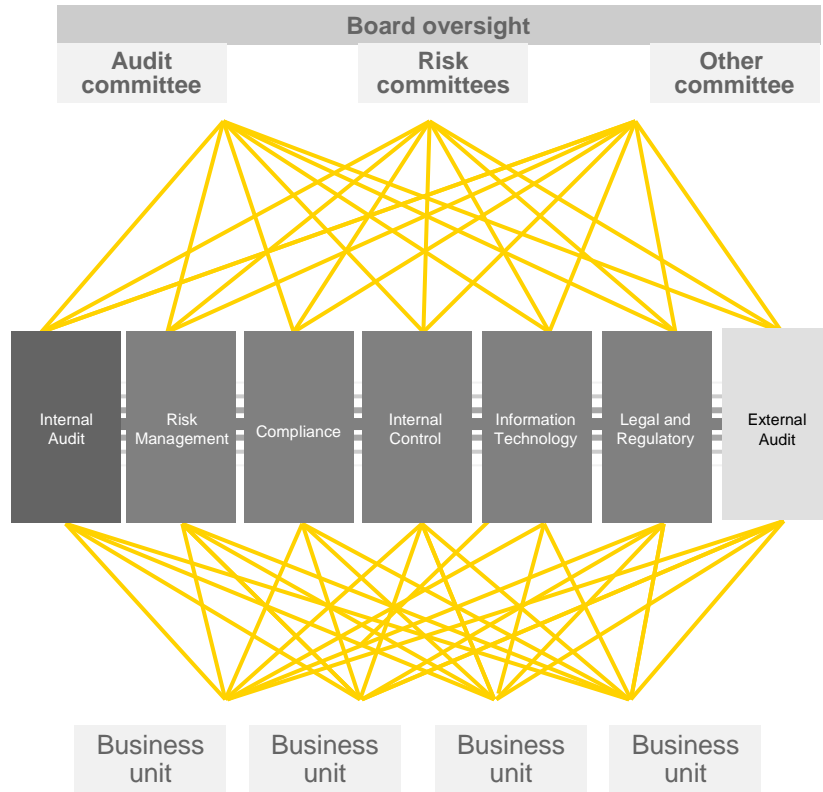 Board oversight
Audit
committee
Risk
committees
Other
committee
Internal
Audit
Risk
Management
Compliance
Internal
Control
Information
Technology
Legal and
Regulatory
External
Audit
Business
unit
Business
unit
Business
unit
Business
unit